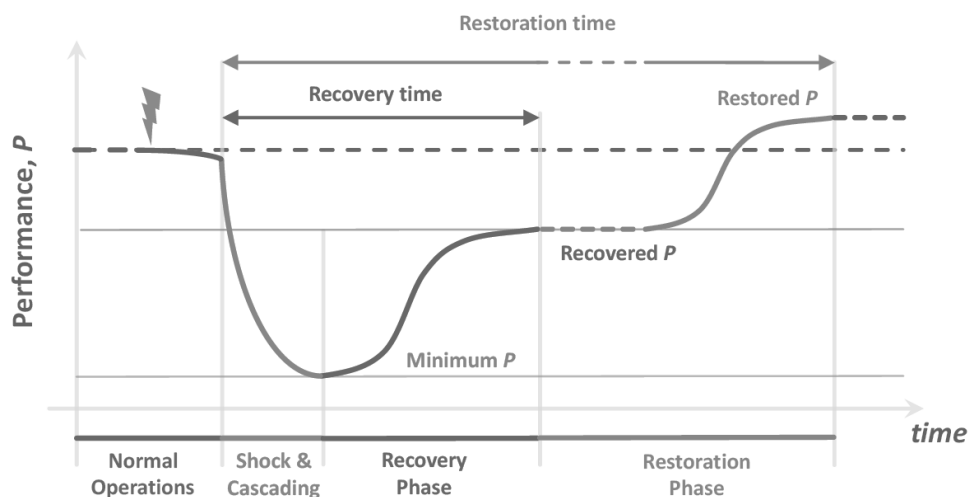 Restoration time
Recovery time
Restored P
Performance, P
Recovered P
Minimum P
time
Normal
Operations
Shock &
Cascading
Recovery
Phase
Restoration
Phase